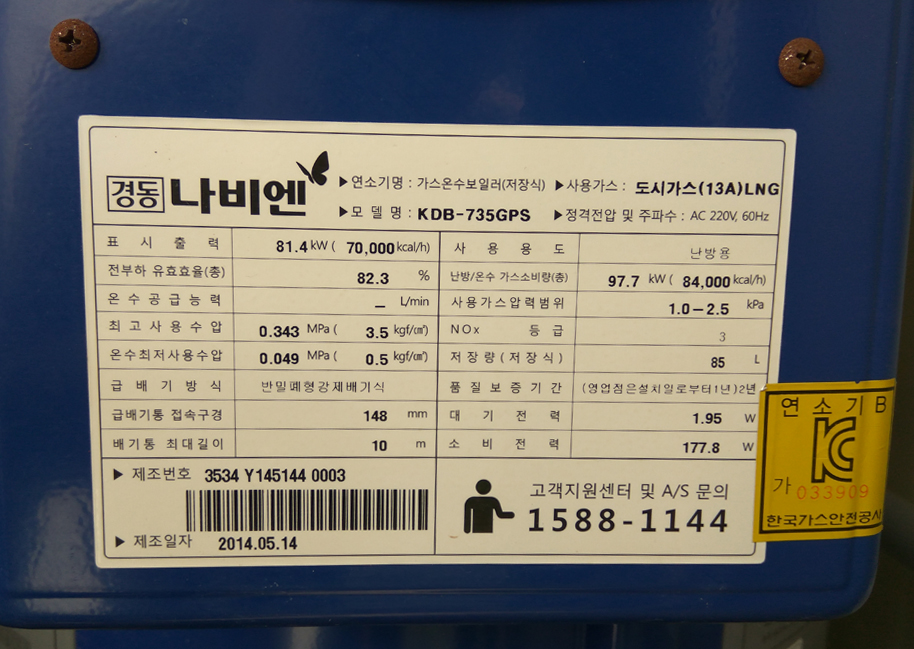 경동 나비엔
▶연소기명 : 가스온수보일러(저장식) ▶사용가스 : 도시가스(13A)LNG
▶모 델 명 : KDB-735GPS ▶정격전압 및 주파수 : AC 220V, 60Hz
표 시 출 력 81.4 kW ( 70,000 kcal/h) 사 용 용 도 난방용
전부하 유효효율(총) 82.3 % 난방/온수 가스소비량(총) 97.7 kW ( 84,000 kcal/h)
온 수 공 급 능 력 – L/min 사용가스압력범위 1.0-2.5 kPa
최 고 사 용 수 압 0.343 MPa ( 3.5 kgf/㎠) NOx 등 급 3
온수최저사용수압 0.049 MPa ( 0.5 kgf/㎠) 저 장 량 (저 장 식) 85 L
급 배 기 방 식 반밀폐형강제배기식 품 질 보 증 기 간 (영업점은설치일로부터1년)2년
급배기통 접속구경 148 mm 대 기 전 력 1.95 W
배기통 최대길이 10 m 소 비 전 력 177.8 W
▶ 제조번호 3534 Y145144 0003
▶ 제조일자 2014.05.14
고객지원센터 및 A/S 문의
1588-1144
연 소 기 B
KC
가 033909
한국가스안전공사